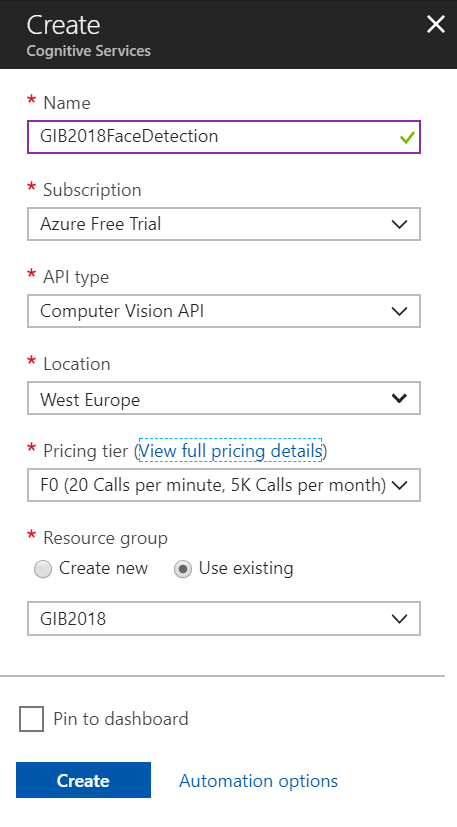 Create
Cognitive Services
* Name
GIB2018FaceDetection
* Subscription
Azure Free Trial
* API type
Computer Vision API
* Location
West Europe
* Pricing tier (View full pricing details)
F0 (20 Calls per minute, 5K Calls per month)
* Resource group
Create new Use existing
GIB2018
Pin to dashboard
Create Automation options